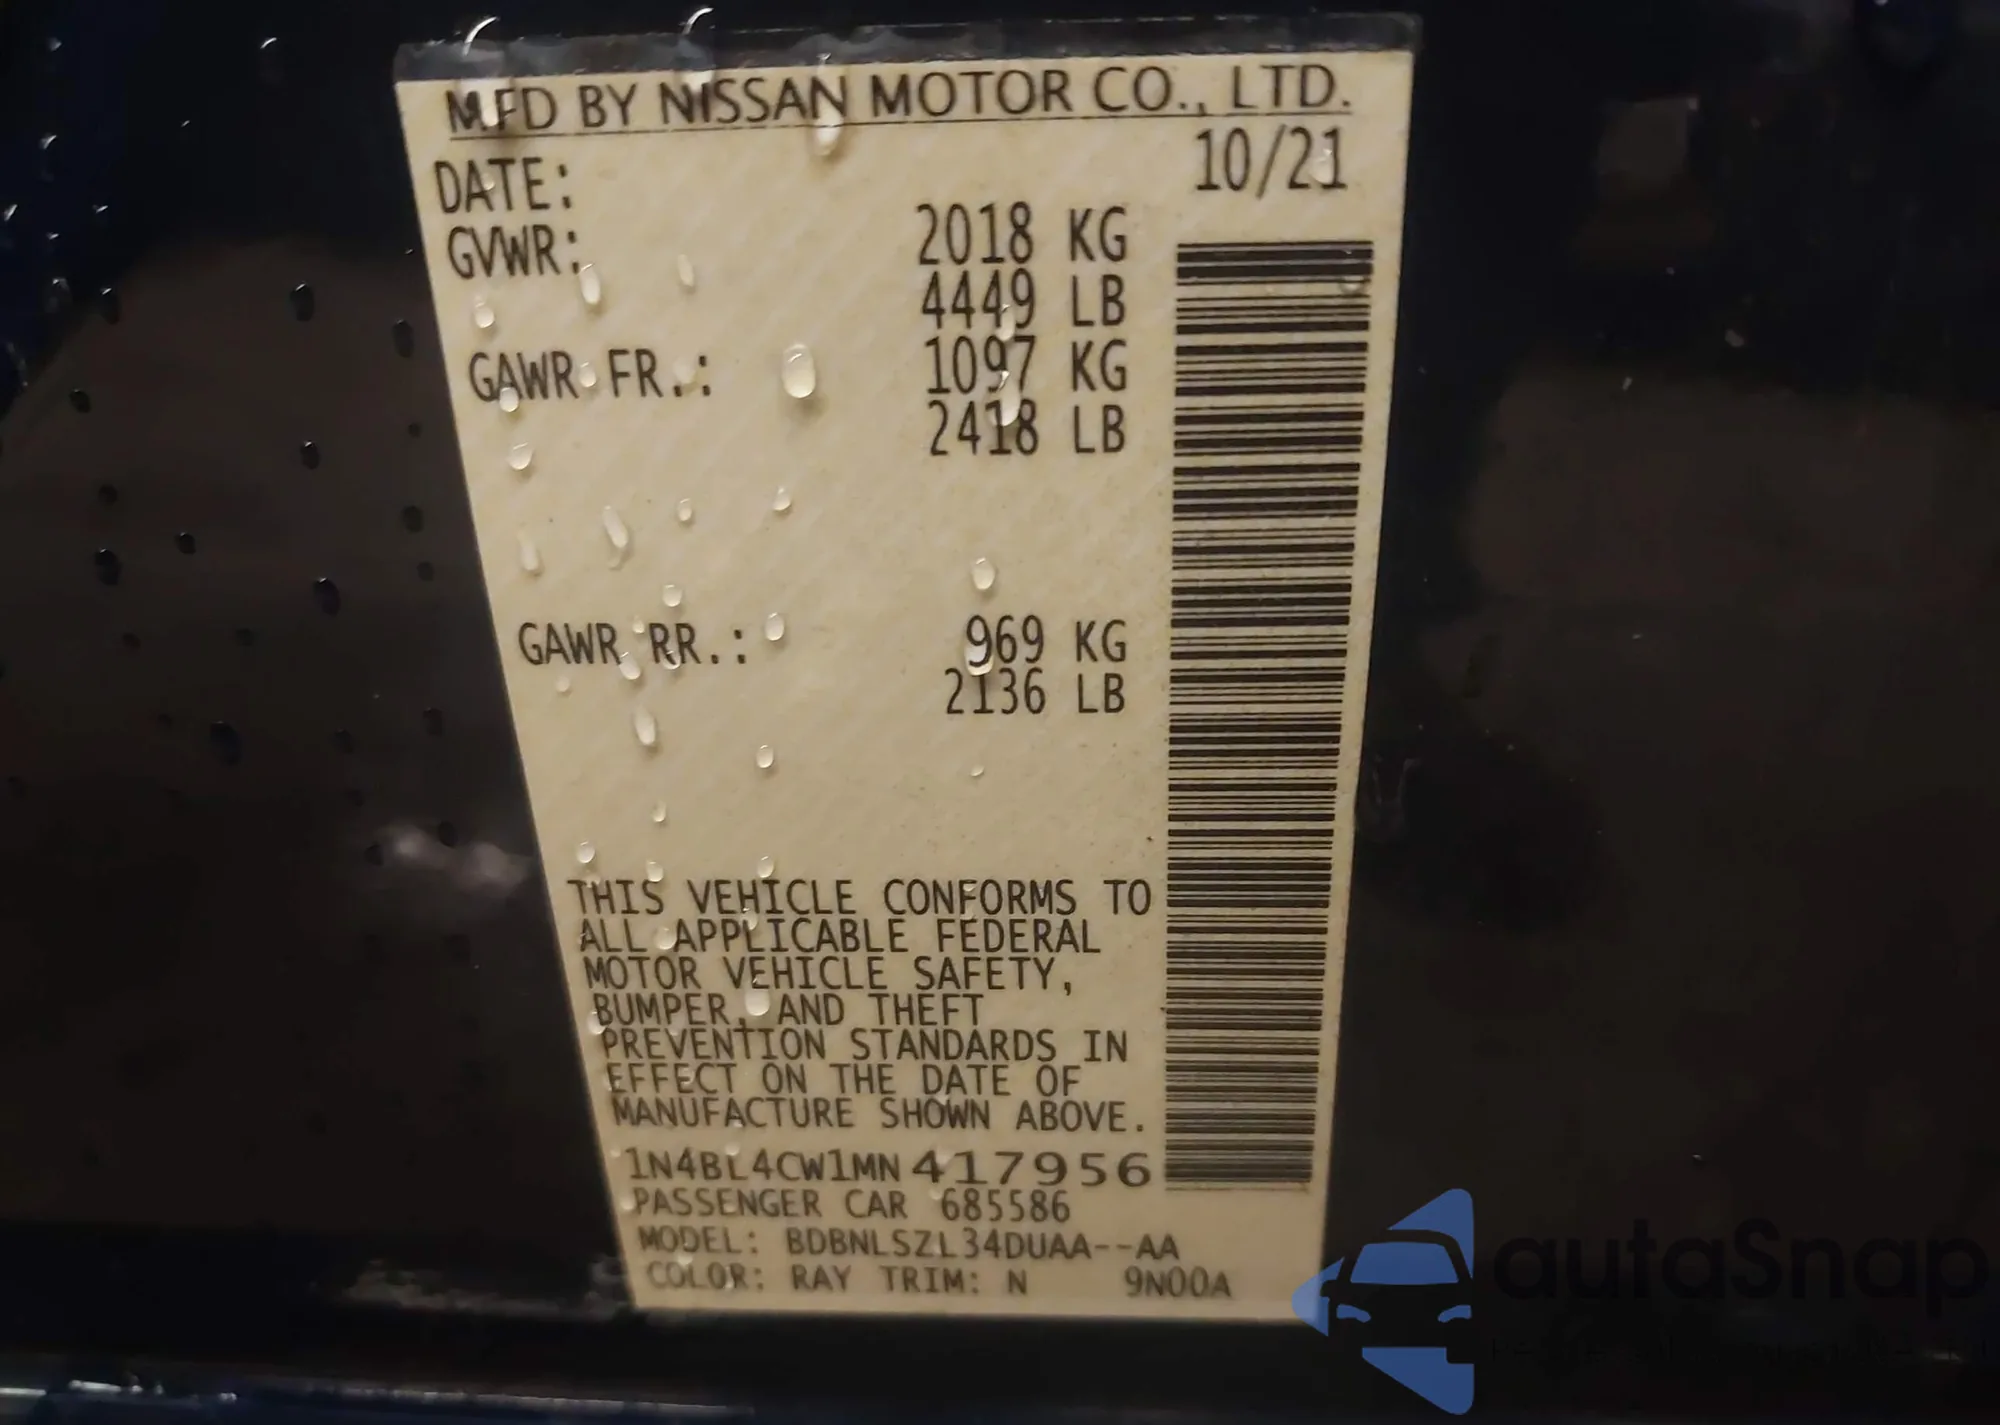 MFD BY NISSAN MOTOR CO., LTD.
DATE: 10/21
GVWR: 2018 KG
4449 LB
GAWR FR.: 1097 KG
2418 LB
GAWR RR.: 969 KG
2136 LB
THIS VEHICLE CONFORMS TO
ALL APPLICABLE FEDERAL
MOTOR VEHICLE SAFETY,
BUMPER, AND THEFT
PREVENTION STANDARDS IN
EFFECT ON THE DATE OF
MANUFACTURE SHOWN ABOVE.
1N4BL4CW1MN417956
PASSENGER CAR 685586
MODEL: BDBNLSZL34DUAA--AA
COLOR: RAY TRIM: N 9N00A
autaSnap